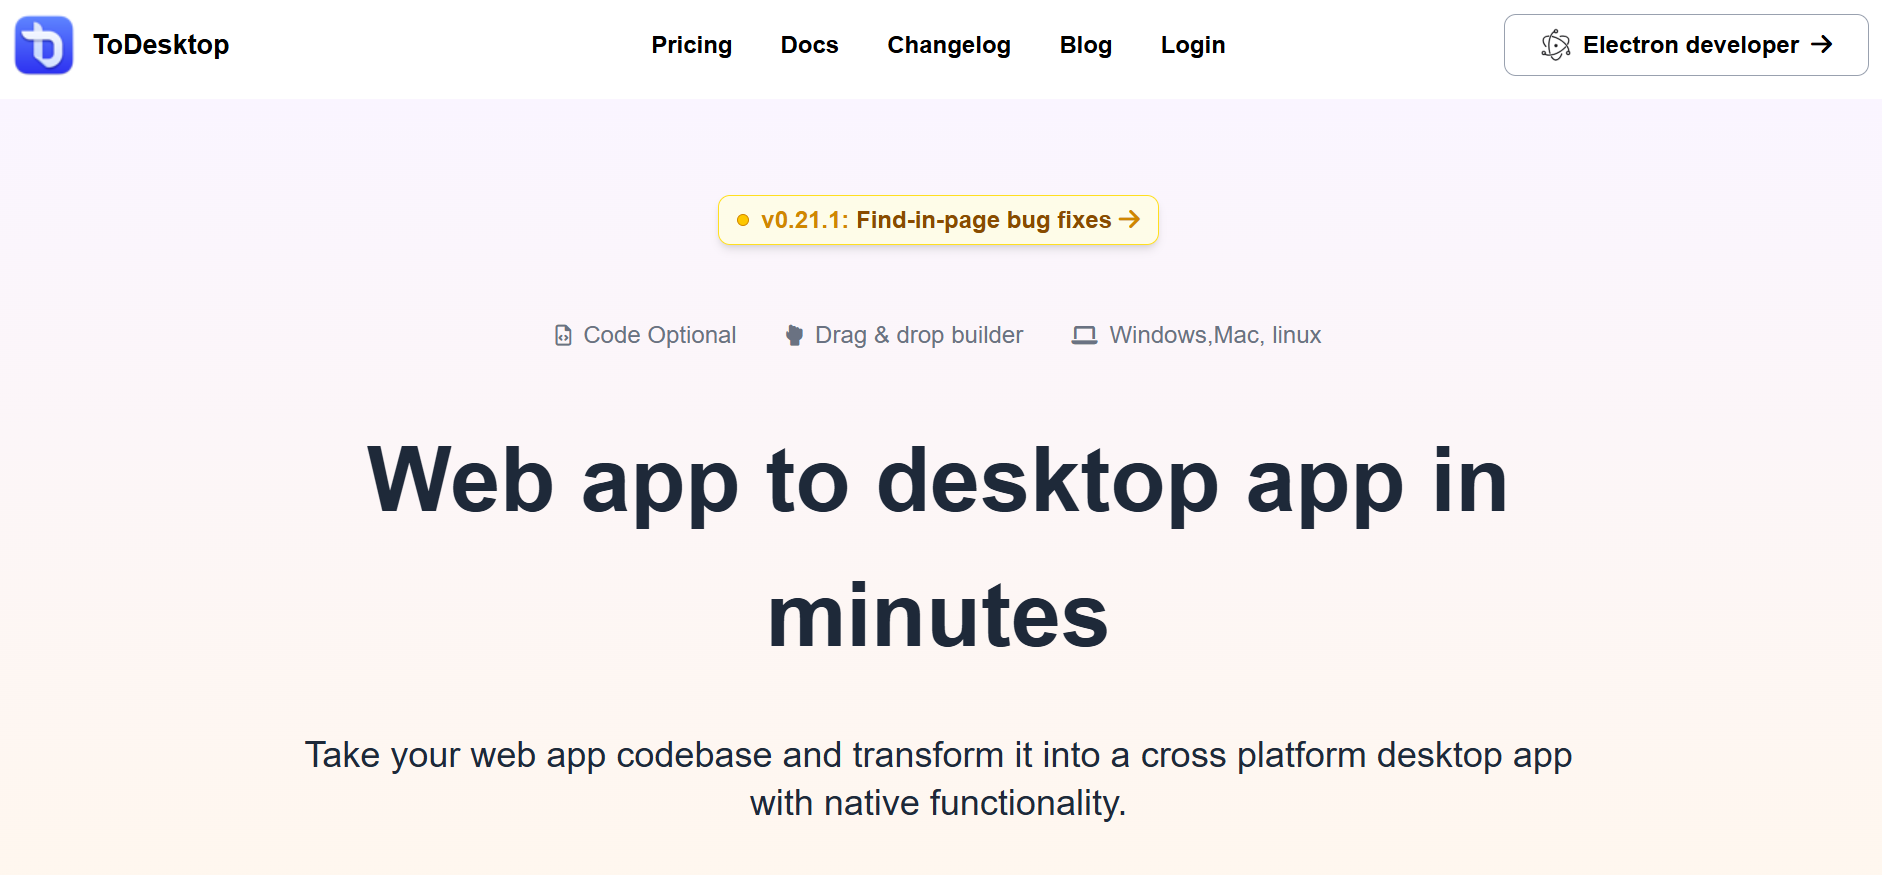 ToDesktop
Pricing
Docs
Changelog
Blog
Login
Electron developer →
v0.21.1: Find-in-page bug fixes →
Code Optional
Drag & drop builder
Windows,Mac, linux
Web app to desktop app in
minutes
Take your web app codebase and transform it into a cross platform desktop app
with native functionality.